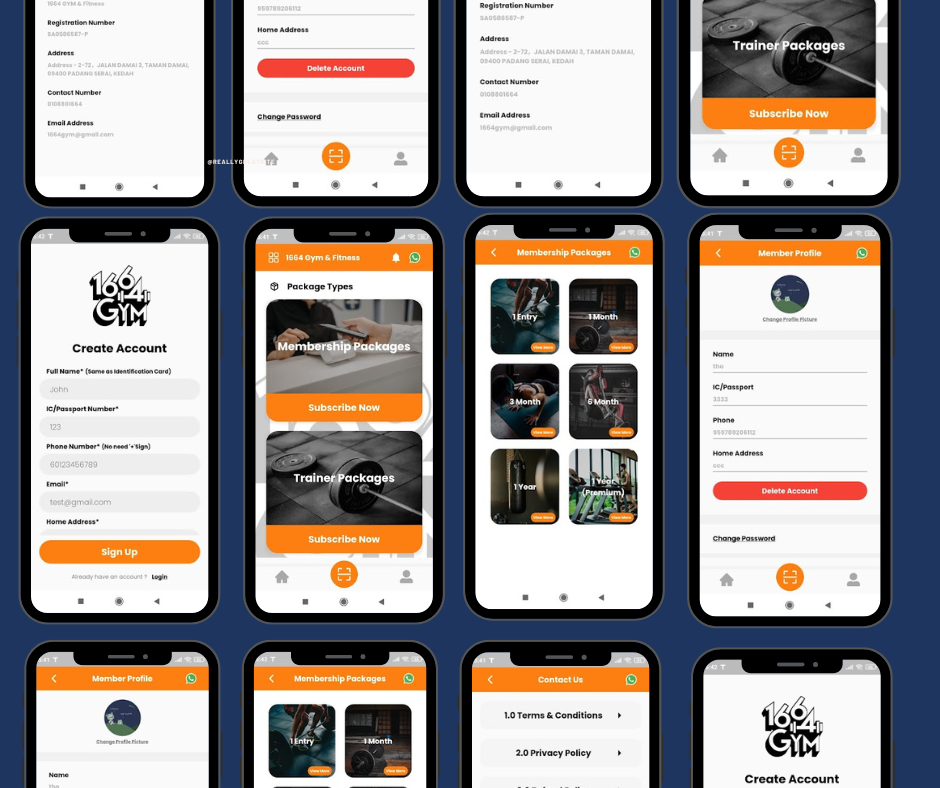 1664 GYM & Fitness
Registration Number
SA0586587-P
Address
Address - 2-72, JALAN DAMAI 3, TAMAN DAMAI,
09400 PADANG SERAI, KEDAH
Contact Number
0108801664
Email Address
1664gym@gmail.com
959789209112
Home Address
ccc
Delete Account
Change Password
Registration Number
SA0586587-P
Address
Address - 2-72, JALAN DAMAI 3, TAMAN DAMAI,
09400 PADANG SERAI, KEDAH
Contact Number
0108801664
Email Address
1664gym@gmail.com
Trainer Packages
Subscribe Now
1664
GYM
Create Account
Full Name* (Same as Identification Card)
John
IC/Passport Number*
123
Phone Number* (No need '+'Sign)
60123456789
Email*
test@gmail.com
Home Address*
Sign Up
Already have an account ? Login
1664 Gym & Fitness
Package Types
Membership Packages
Subscribe Now
Trainer Packages
Subscribe Now
Membership Packages
1 Entry
View More
1 Month
View More
3 Month
View More
6 Month
View More
1 Year
View More
1 Year
(Premium)
View More
Member Profile
Change Profile Picture
Name
the
IC/Passport
3333
Phone
959789209112
Home Address
ccc
Delete Account
Change Password
Member Profile
Change Profile Picture
Name
the
Membership Packages
1 Entry
View More
1 Month
View More
Contact Us
1.0 Terms & Conditions
2.0 Privacy Policy
1664
GYM
Create Account